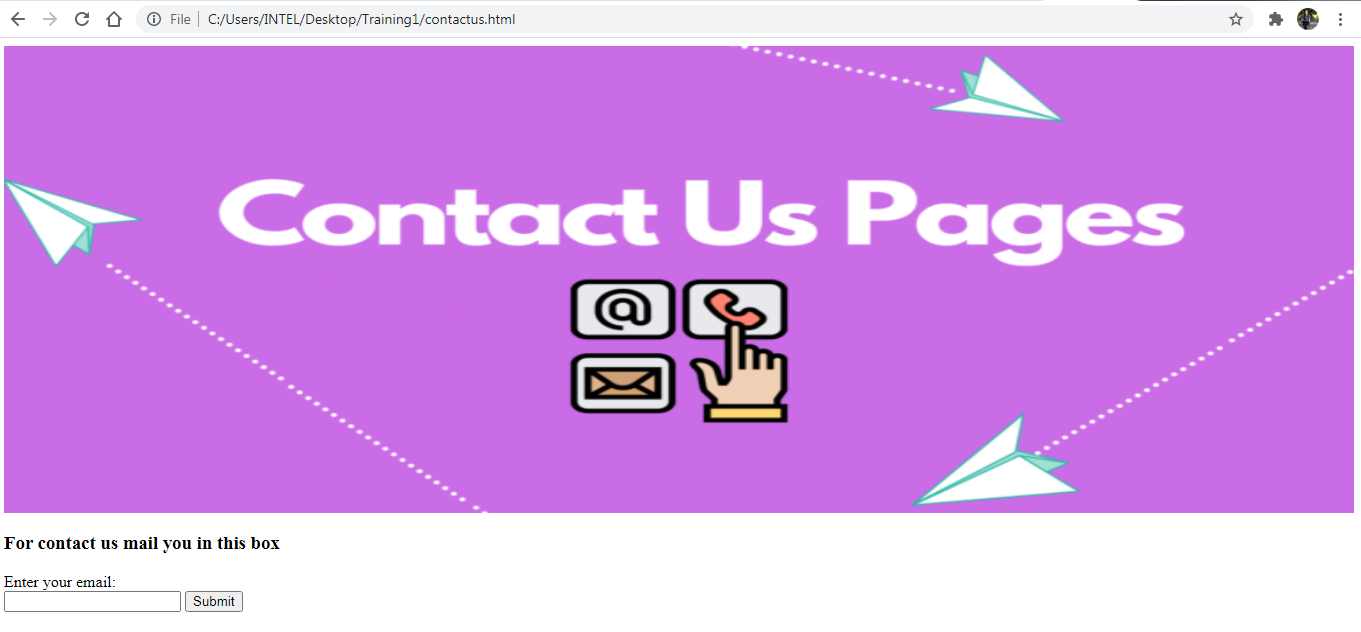 File C:/Users/INTEL/Desktop/Training1/contactus.html
Contact Us Pages
@
For contact us mail you in this box
Enter your email:
Submit